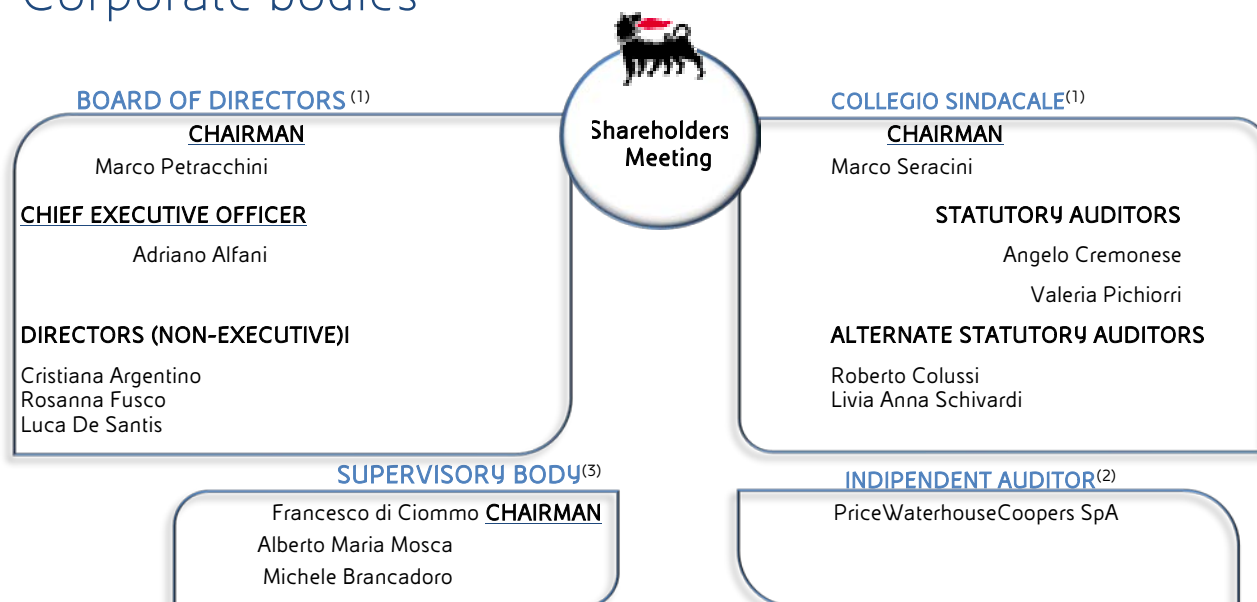 Corporate bodies
BOARD OF DIRECTORS (1)
CHAIRMAN
Marco Petracchini
CHIEF EXECUTIVE OFFICER
Adriano Alfani
DIRECTORS (NON-EXECUTIVE)I
Cristiana Argentino
Rosanna Fusco
Luca De Santis
Shareholders
Meeting
COLLEGIO SINDACALE(1)
CHAIRMAN
Marco Seracini
STATUTORY AUDITORS
Angelo Cremonese
Valeria Pichiorri
ALTERNATE STATUTORY AUDITORS
Roberto Colussi
Livia Anna Schivardi
SUPERVISORY BODY(3)
Francesco di Ciommo CHAIRMAN
Alberto Maria Mosca
Michele Brancadoro
INDIPENDENT AUDITOR(2)
PriceWaterhouseCoopers SpA